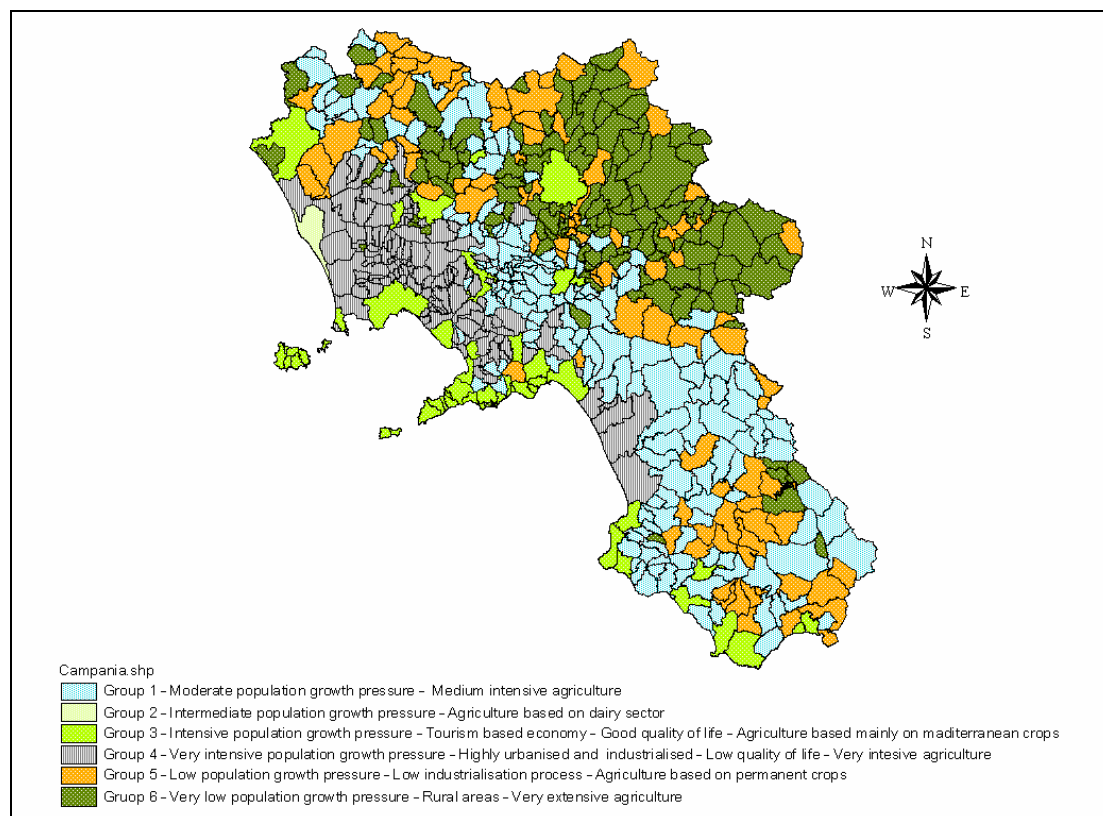 N
W E
S
Campania.shp
Group 1 – Moderate population growth pressure – Medium intensive agriculture
Group 2 – Intermediate population growth pressure – Agriculture based on dairy sector
Group 3 – Intensive population growth pressure – Tourism based economy – Good quality of life – Agriculture based mainly on maditerranean crops
Group 4 – Very intensive population growth pressure – Highly urbanised and industrialised – Low quality of life – Very intesive agriculture
Group 5 – Low population growth pressure – Low industrialisation process – Agriculture based on permanent crops
Gruop 6 – Very low population growth pressure – Rural areas – Very extensive agriculture